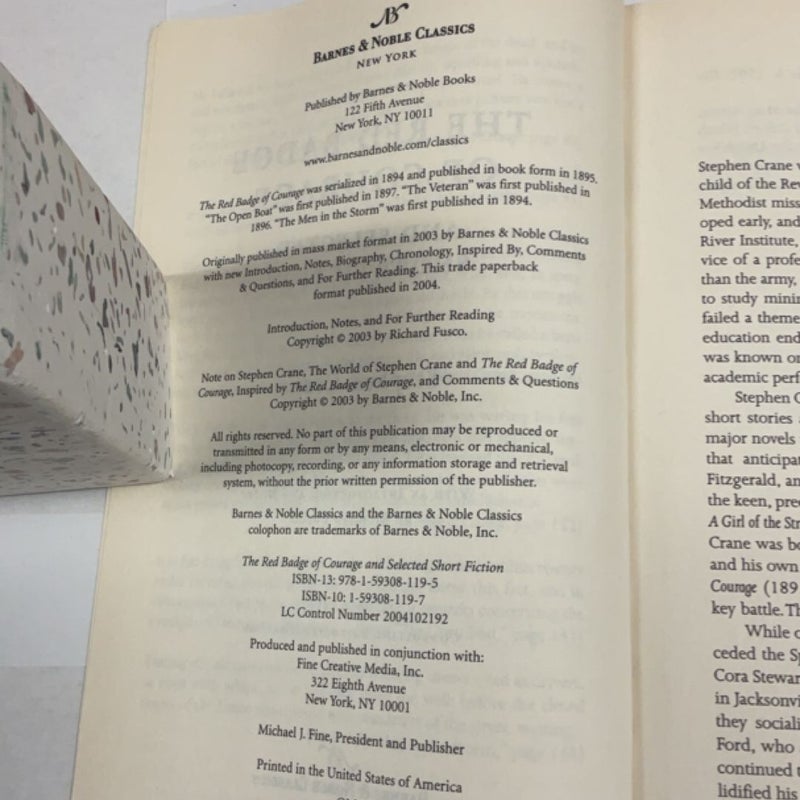 BARNES & NOBLE CLASSICS
NEW YORK
Published by Barnes & Noble Books
122 Fifth Avenue
New York, NY 10011
www.barnesandnoble.com/classics
The Red Badge of Courage was serialized in 1894 and published in book form in 1895.
"The Open Boat" was first published in 1897. "The Veteran" was first published in
1896. "The Men in the Storm" was first published in 1894.
Originally published in mass market format in 2003 by Barnes & Noble Classics
with new Introduction, Notes, Biography, Chronology, Inspired By, Comments
& Questions, and For Further Reading. This trade paperback
format published in 2004.
Introduction, Notes, and For Further Reading
Copyright © 2003 by Richard Fusco.
Note on Stephen Crane, The World of Stephen Crane and The Red Badge of
Courage, Inspired by The Red Badge of Courage, and Comments & Questions
Copyright © 2003 by Barnes & Noble, Inc.
All rights reserved. No part of this publication may be reproduced or
transmitted in any form or by any means, electronic or mechanical,
including photocopy, recording, or any information storage and retrieval
system, without the prior written permission of the publisher.
Barnes & Noble Classics and the Barnes & Noble Classics
colophon are trademarks of Barnes & Noble, Inc.
The Red Badge of Courage and Selected Short Fiction
ISBN-13: 978-1-59308-119-5
ISBN-10: 1-59308-119-7
LC Control Number 2004102192
Produced and published in conjunction with:
Fine Creative Media, Inc.
322 Eighth Avenue
New York, NY 10001
Michael J. Fine, President and Publisher
Printed in the United States of America
Stephen Crane
child of the Rev
Methodist miss
oped early, and
River Institute,
vice of a profe
than the army,
to study minin
failed a theme
education end
was known or
academic perf
Stephen C
short stories
major novels
that anticipa
Fitzgerald, an
the keen, pre
A Girl of the Str
Crane was bo
and his own
Courage (189
key battle. Th
While c
ceded the Sp
Cora Stewar
in Jacksonvi
they sociali
Ford, who
continued t
lidified his